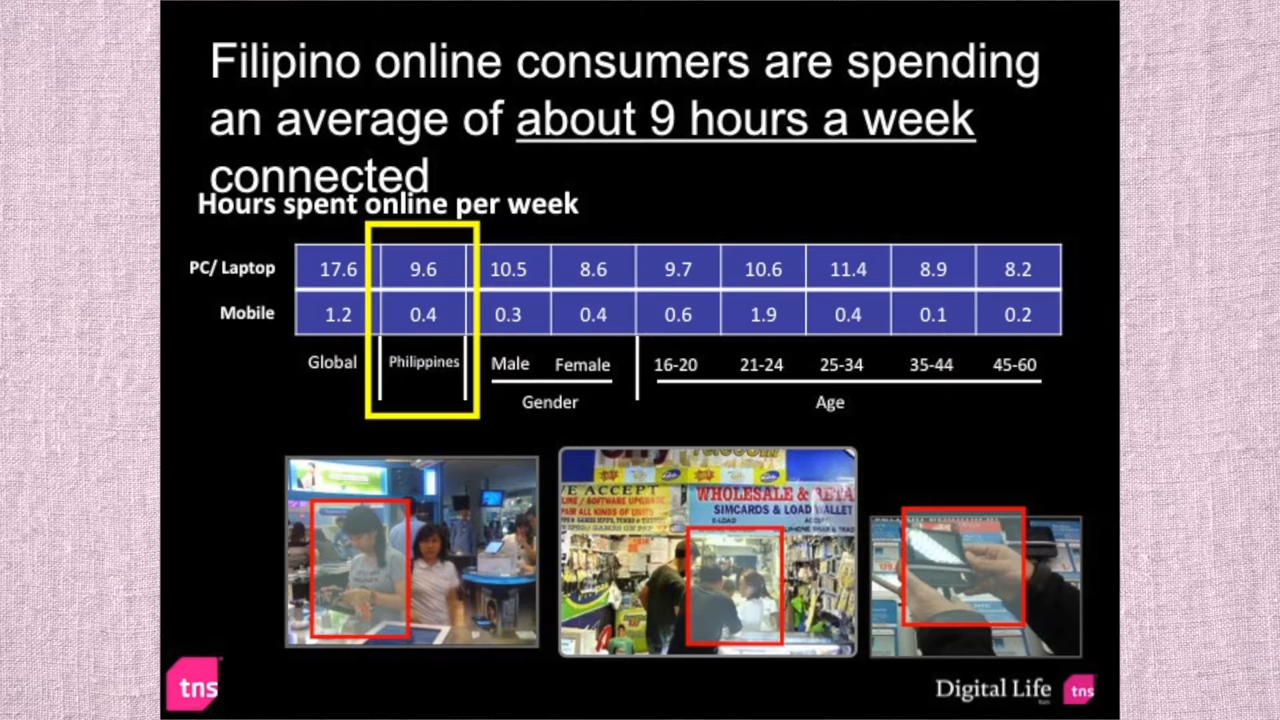 Filipino online consumers are spending
an average of about 9 hours a week
connected
Hours spent online per week
PC/ Laptop 17.6 9.6 10.5 8.6 9.7 10.6 11.4 8.9 8.2
Mobile 1.2 0.4 0.3 0.4 0.6 1.9 0.4 0.1 0.2
Global Philippines Male Female 16-20 21-24 25-34 35-44 45-60
Gender Age
WE ACCEPT
WHOLESALE &
SIMCARDS & LOAD WALLET
E-LOAD
tns
Digital Life
tns